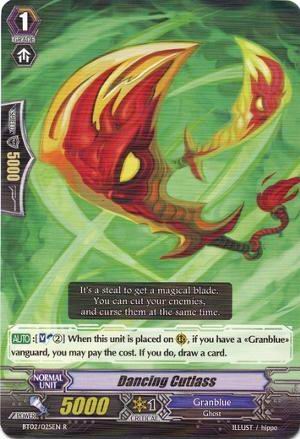 1
GRADE
SHIELD
5000
It's a steal to get a magical blade.
You can cut your enemies,
and curse them at the same time.
AUTO: [V] (2) When this unit is placed on, if you have a «Granblue»
vanguard, you may pay the cost. If you do, draw a card.
NORMAL
UNIT
Dancing Cutlass
POWER
5000
1
CRITICAL
Granblue
Ghost
BT02/025EN R
ILLUST / hippo